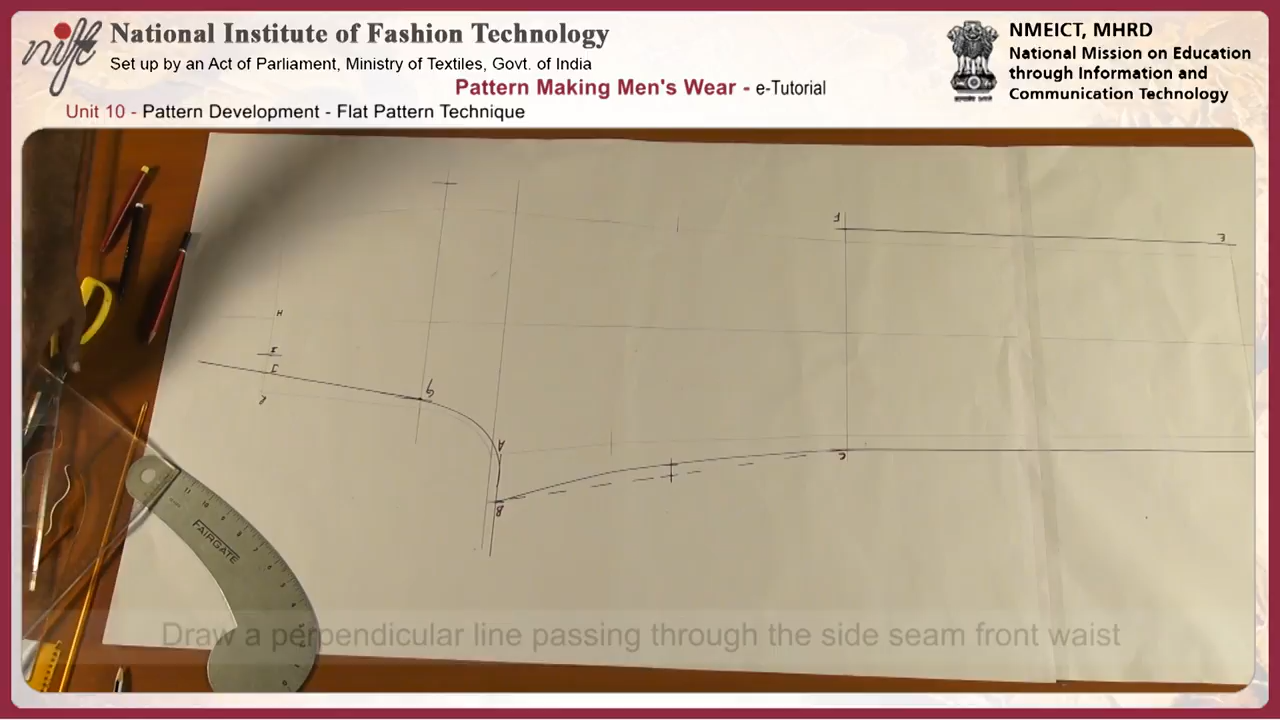 nift
National Institute of Fashion Technology
Set up by an Act of Parliament, Ministry of Textiles, Govt. of India
NMEICT, MHRD
National Mission on Education
through Information and
Communication Technology
Pattern Making Men's Wear - e-Tutorial
Unit 10 - Pattern Development - Flat Pattern Technique
F
E
H
I
J
G
A
C
B
FAIRGATE
Draw a perpendicular line passing through the side seam front waist